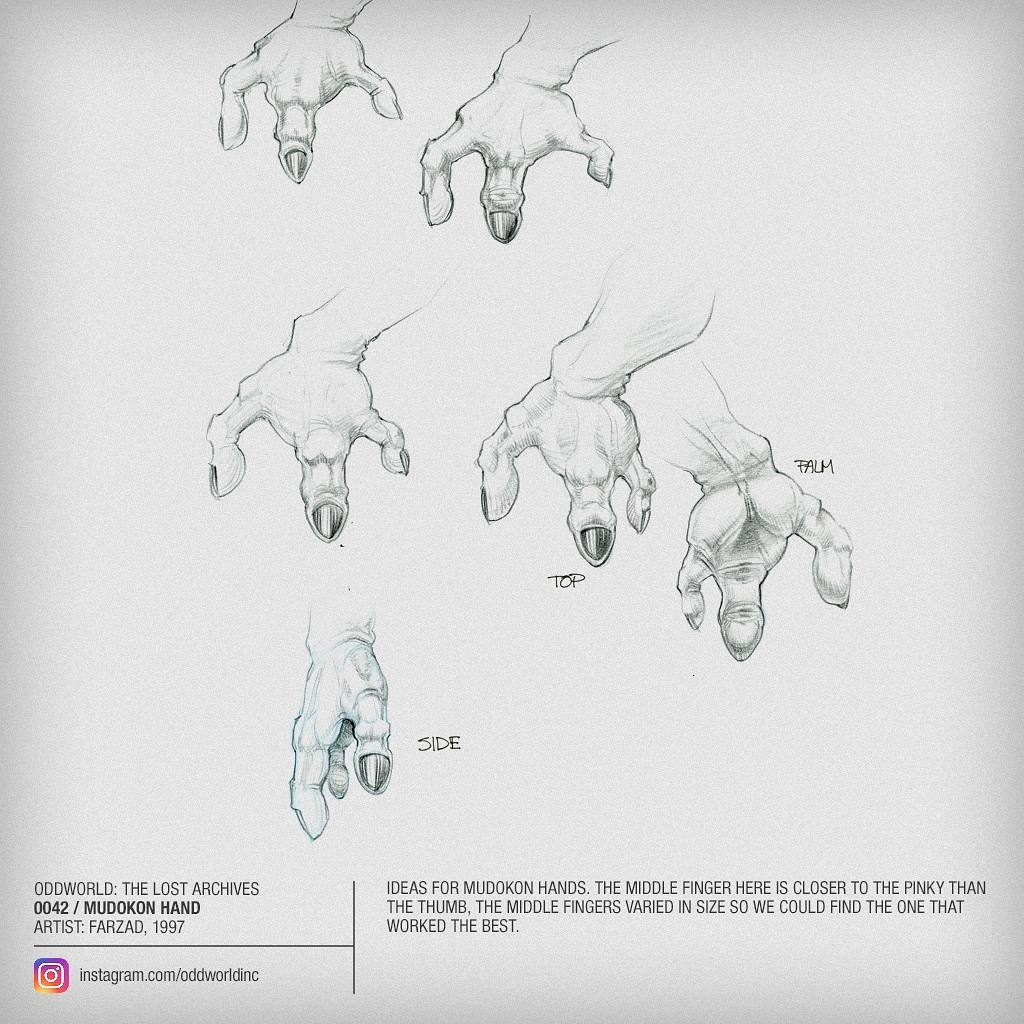 PALM
TOP
SIDE
ODDWORLD: THE LOST ARCHIVES
0042 / MUDOKON HAND
ARTIST: FARZAD, 1997
instagram.com/oddworldinc
IDEAS FOR MUDOKON HANDS. THE MIDDLE FINGER HERE IS CLOSER TO THE PINKY THAN
THE THUMB, THE MIDDLE FINGERS VARIED IN SIZE SO WE COULD FIND THE ONE THAT
WORKED THE BEST.